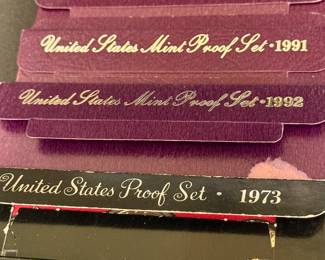 United States Mint Proof Set • 1991
United States Mint Proof Set • 1992
United States Proof Set • 1973